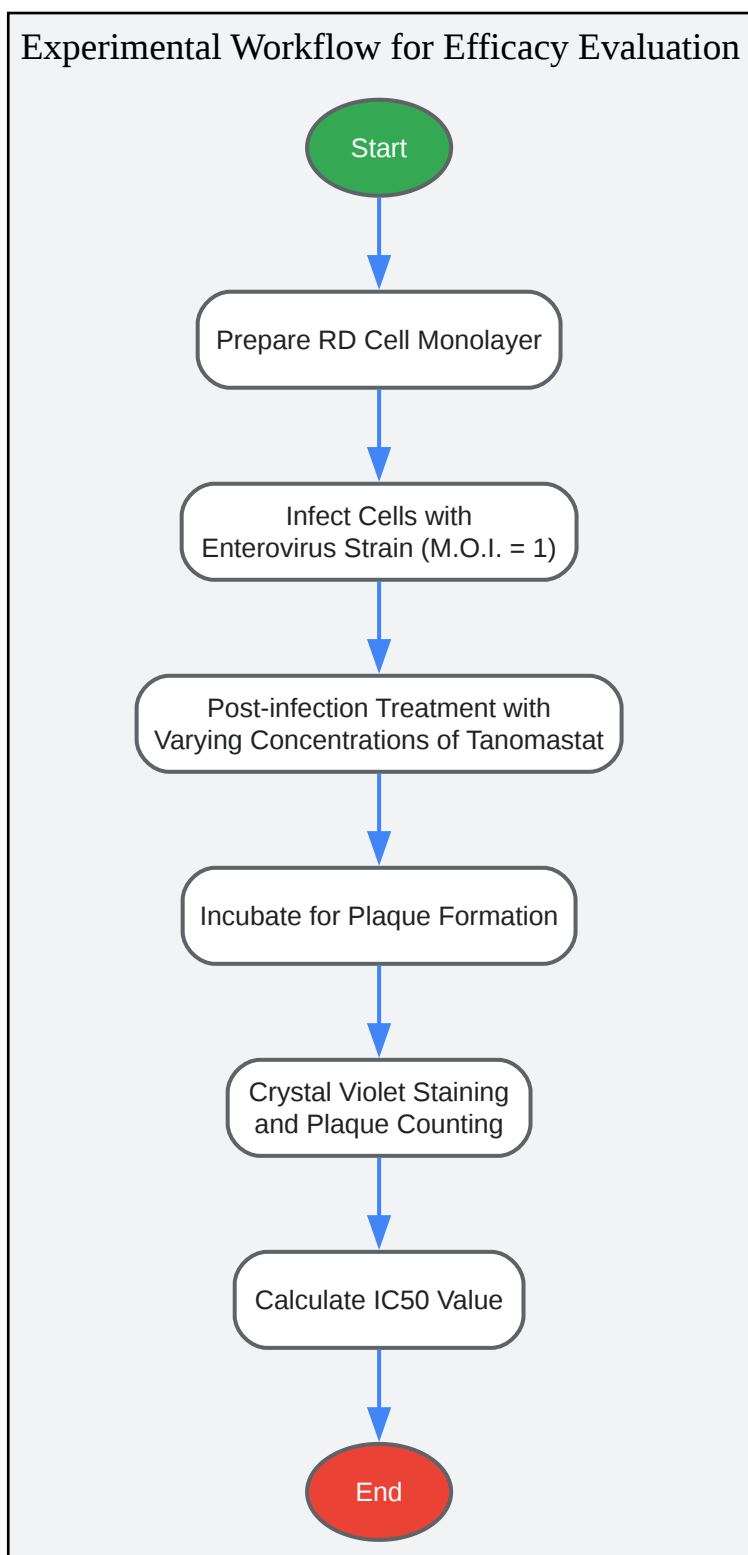 Experimental Workflow for Efficacy Evaluation
Start
Prepare RD Cell Monolayer
Infect Cells with
Enterovirus Strain (M.O.I. = 1)
Post-infection Treatment with
Varying Concentrations of Tanomastat
Incubate for Plaque Formation
Crystal Violet Staining
and Plaque Counting
Calculate IC50 Value
End